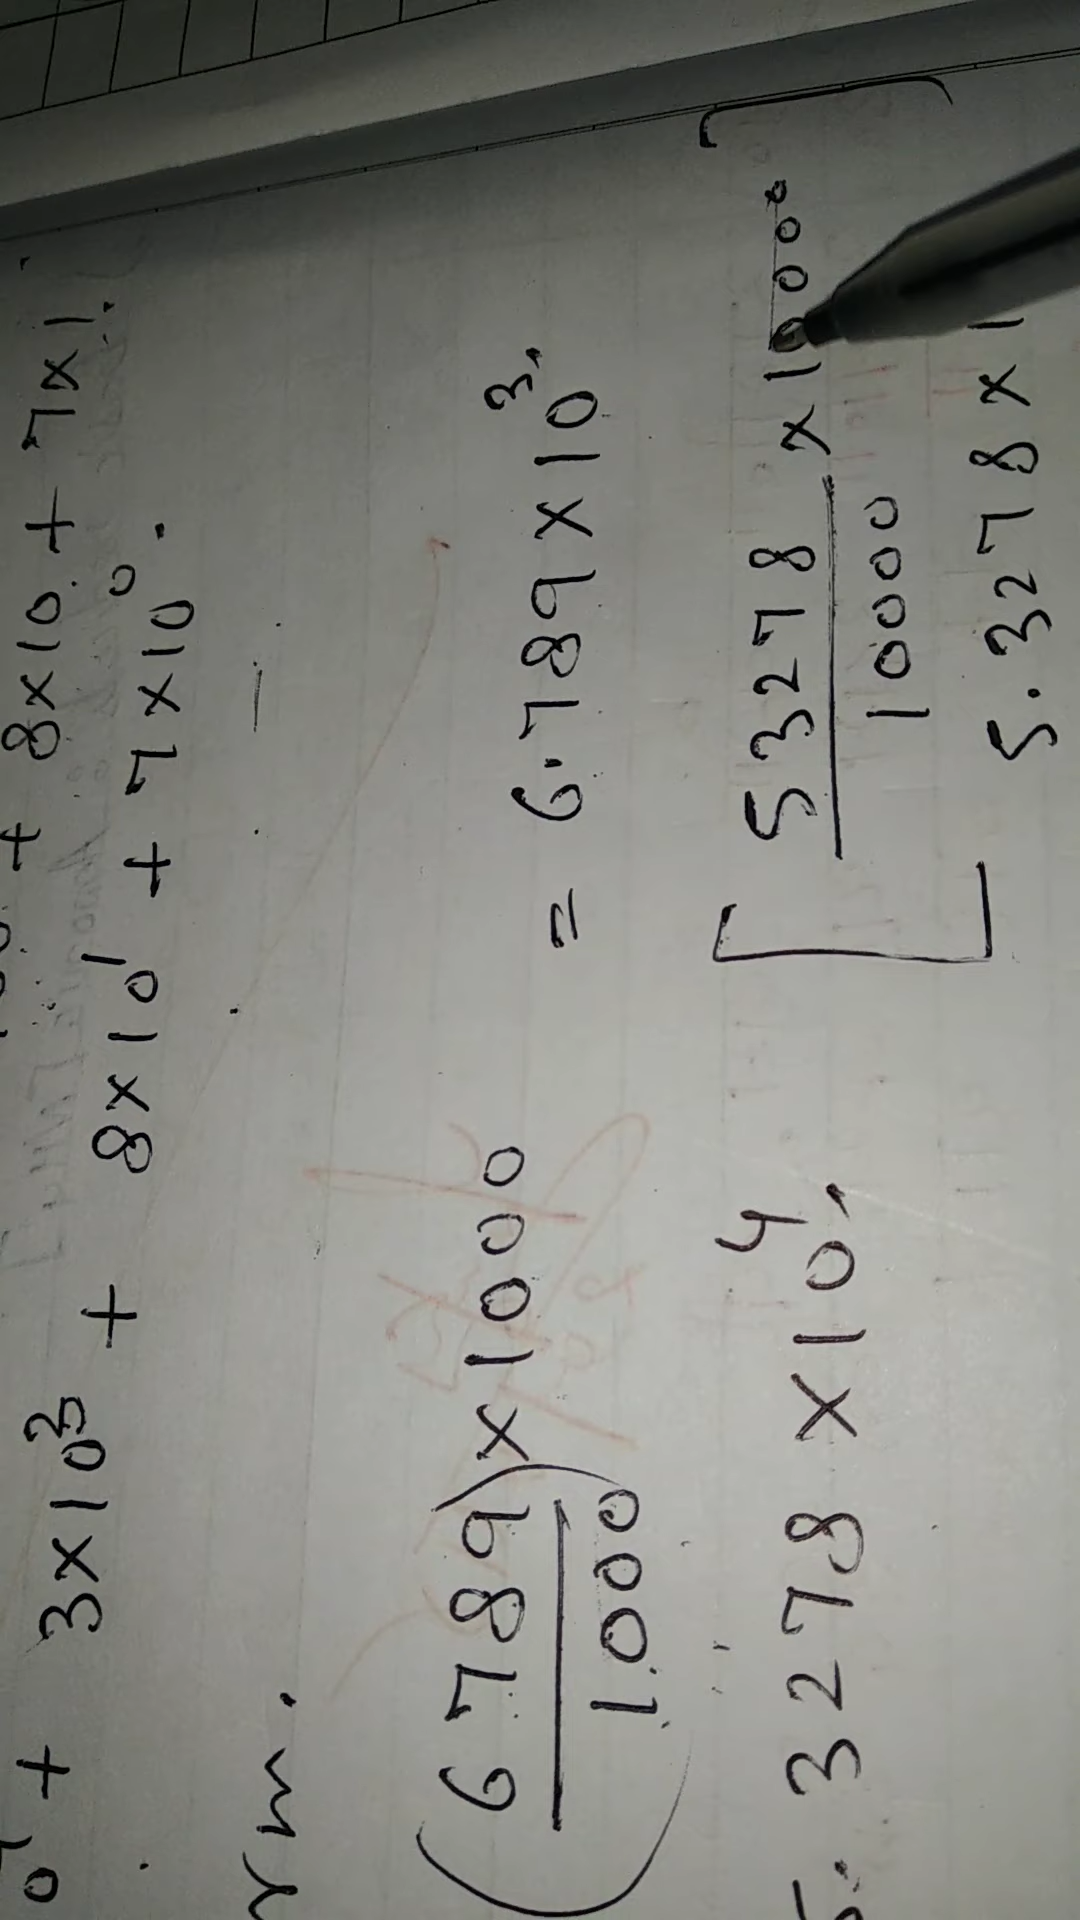 + 8×10 + 7×1.
+ 3×10³ + 8×10¹ + 7×10⁰.
(6789/1000)×1000 = 6.789×10³.
5.3278×10⁴. [53278/10000 ×10000]
5.3278×1